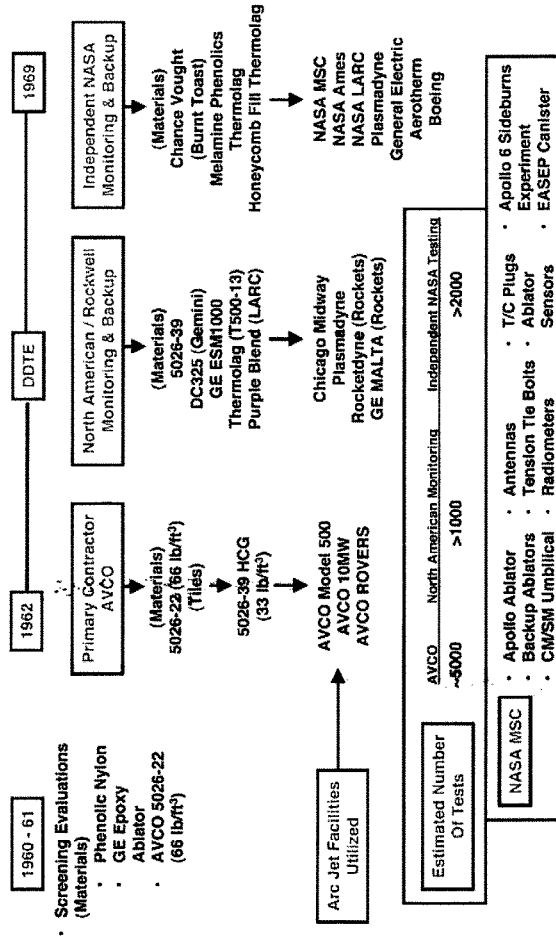 1960 - 61
1962
DDTE
1969
• Screening Evaluations
(Materials)
• Phenolic Nylon
• GE Epoxy
Ablator
• AVCO 5026-22
(66 lb/ft³)
Primary Contractor
AVCO
(Materials)
5026-22 (66 lb/ft³)
(Tiles)
5026-39 HCG
(33 lb/ft³)
AVCO Model 500
AVCO 10MW
AVCO ROVERS
North American / Rockwell
Monitoring & Backup
(Materials)
5026-39
DC325 (Gemini)
GE ESM1000
Thermolag (T500-13)
Purple Blend (LARC)
Chicago Midway
Plasmadyne
Rocketdyne (Rockets)
GE MALTA (Rockets)
Independent NASA
Monitoring & Backup
(Materials)
Chance Vought
(Burnt Toast)
Melamine Phenolics
Thermolag
Honeycomb Fill Thermolag
NASA MSC
NASA Ames
NASA LARC
Plasmadyne
General Electric
Aerotherm
Boeing
Arc Jet Facilities
Utilized
Estimated Number
Of Tests
AVCO North American Monitoring Independent NASA Testing
~5000 >1000 >2000
NASA MSC
• Apollo Ablator
• Backup Ablators
• CM/SM Umbilical
• Antennas
• Tension Tie Bolts
• Radiometers
• T/C Plugs
• Ablator
Sensors
• Apollo 6 Sideburns
Experiment
• EASEP Canister